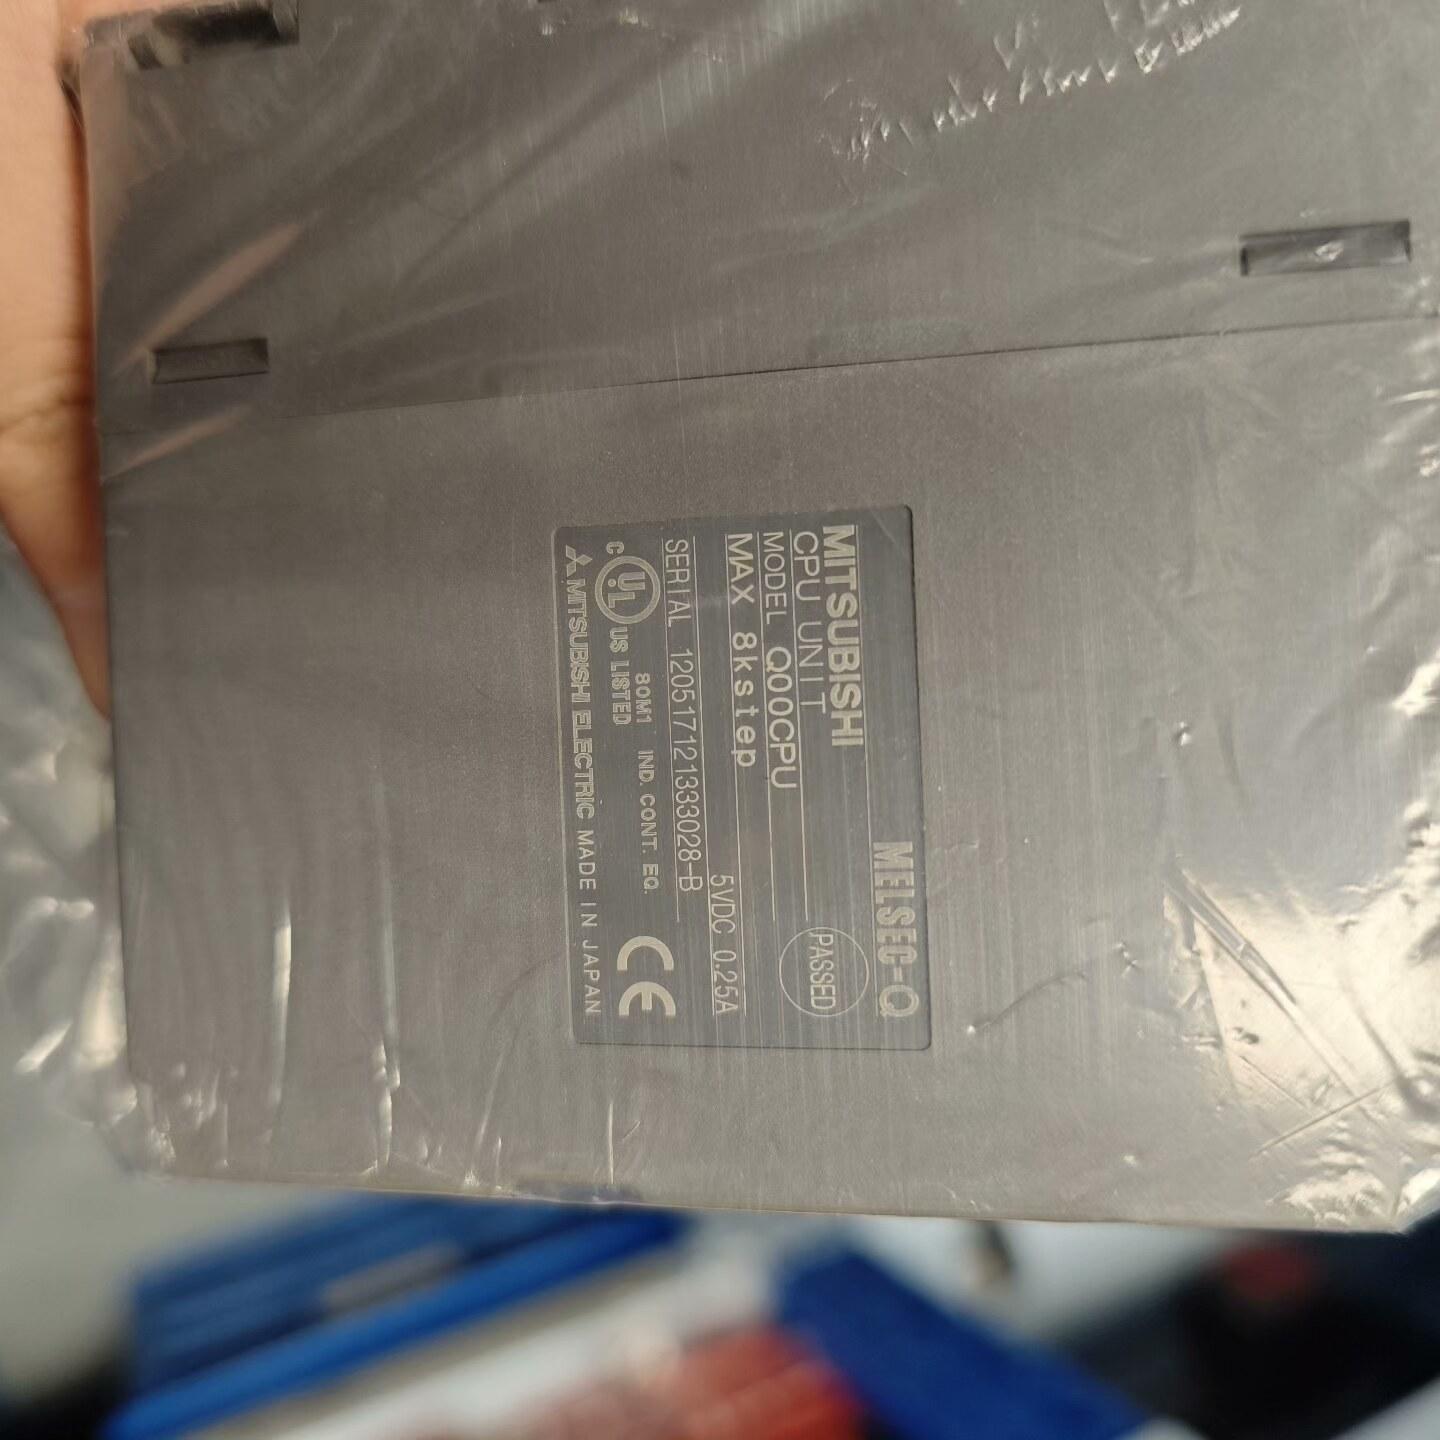 MELSEC-Q
MITSUBISHI
CPU UNIT
PASSED
MODEL Q00CPU
MAX 8kstep
5VDC 0.25A
SERIAL 120517121333028-B
C UL US LISTED
80M1 IND. CONT. EQ.
CE
MITSUBISHI ELECTRIC MADE IN JAPAN